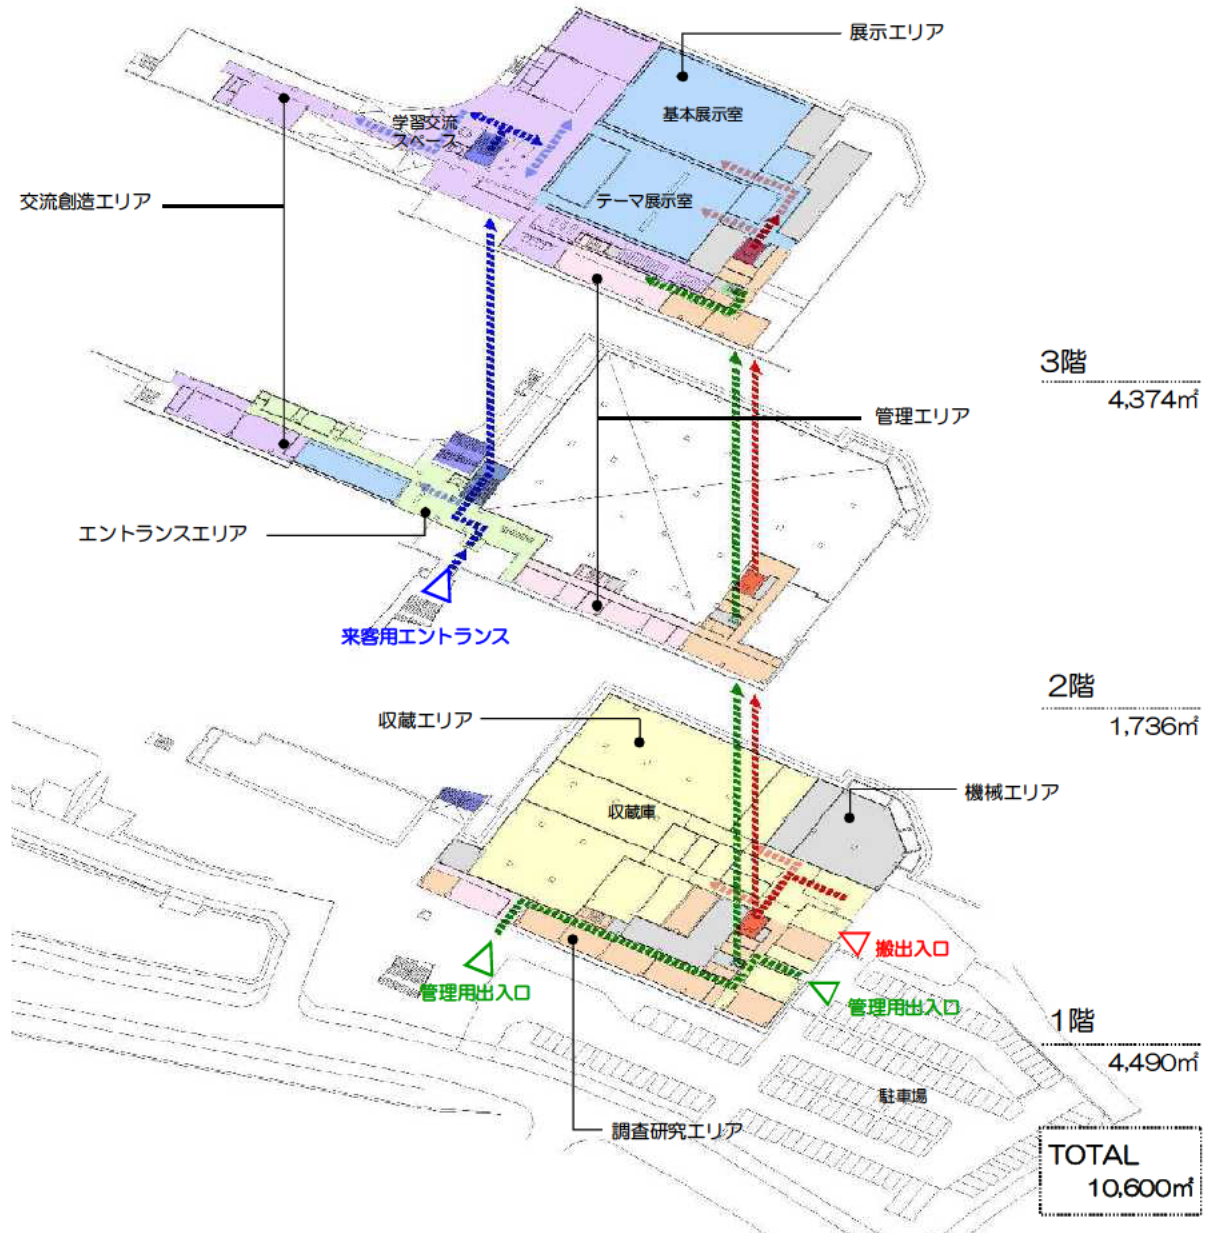 展示エリア
基本展示室
学習交流
スペース
テーマ展示室
交流創造エリア
3階
4,374㎡
管理エリア
エントランスエリア
来客用エントランス
2階
1,736㎡
収蔵エリア
機械エリア
収蔵庫
搬出入口
管理用出入口
管理用出入口
1階
4,490㎡
駐車場
調査研究エリア
TOTAL
10,600㎡